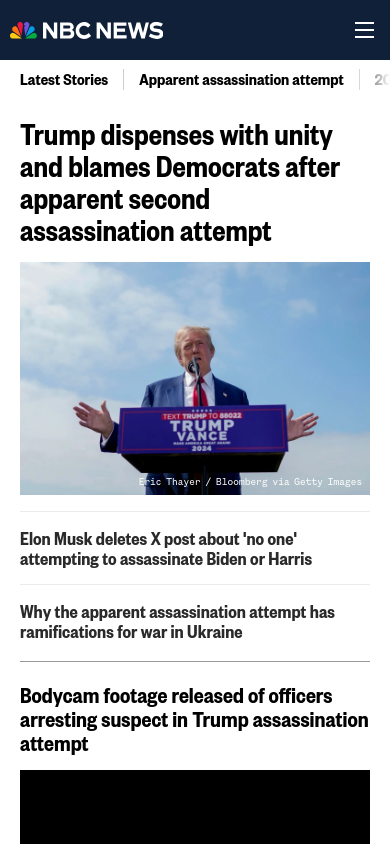 NBC NEWS
Latest Stories
Apparent assassination attempt
Trump dispenses with unity
and blames Democrats after
apparent second
assassination attempt
TEXT TRUMP TO 88022
TRUMP
VANCE
MAKE AMERICA GREAT AGAIN!
2024
Eric Thayer / Bloomberg via Getty Images
Elon Musk deletes X post about 'no one'
attempting to assassinate Biden or Harris
Why the apparent assassination attempt has
ramifications for war in Ukraine
Bodycam footage released of officers
arresting suspect in Trump assassination
attempt